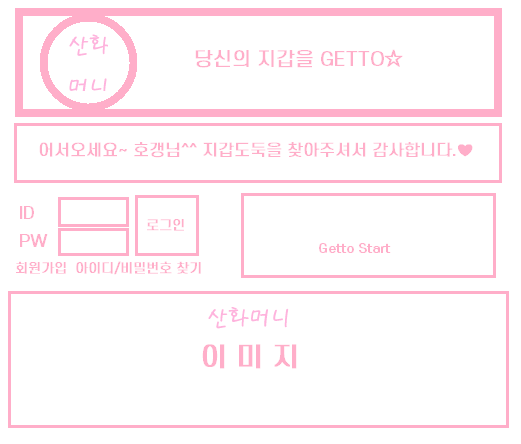 산화
머니
당신의 지갑을 GETTO☆
어서오세요~ 호갱님^^ 지갑도둑을 찾아주셔서 감사합니다.♥
ID
PW
로그인
회원가입 아이디/비밀번호 찾기
Getto Start
산화머니
이 미 지